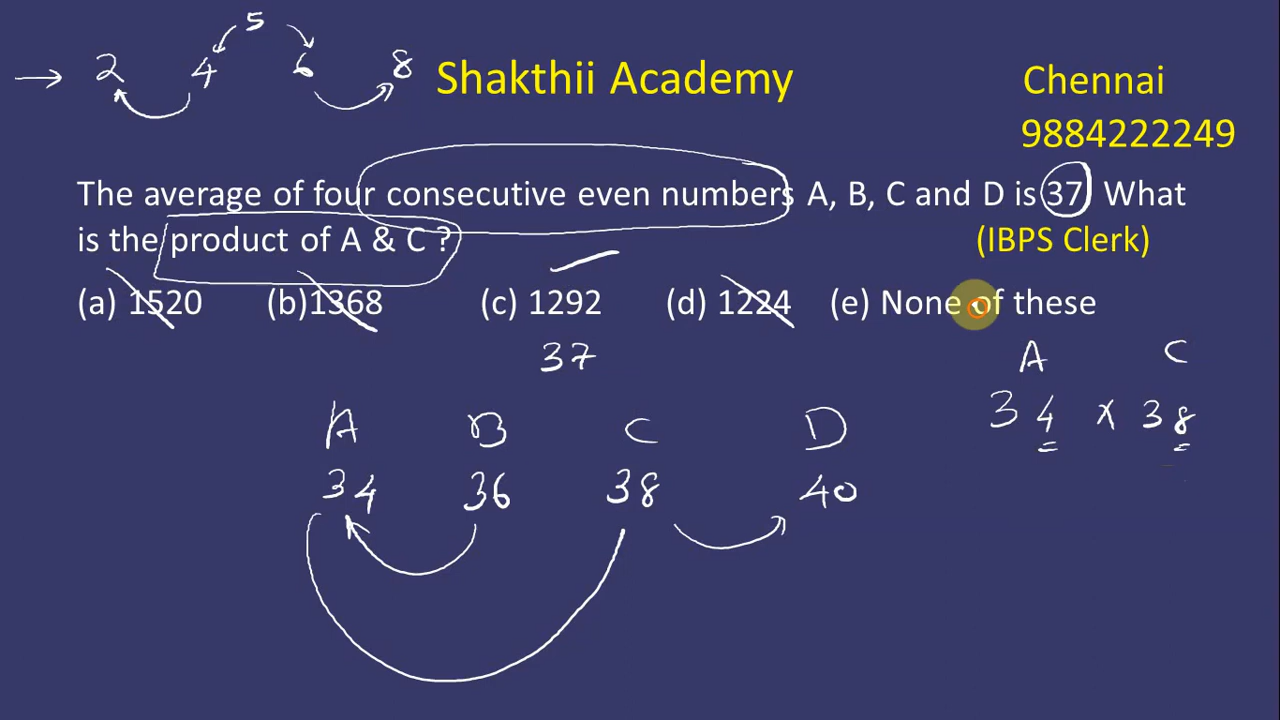 5
2 4 6 8
Shakthii Academy
Chennai
9884222249
The average of four consecutive even numbers A, B, C and D is 37 What
is the product of A & C ?
(IBPS Clerk)
(a) 1520 (b)1368 (c) 1292 (d) 1224 (e) None of these
37
A C
34 x 38
A B C D
34 36 38 40